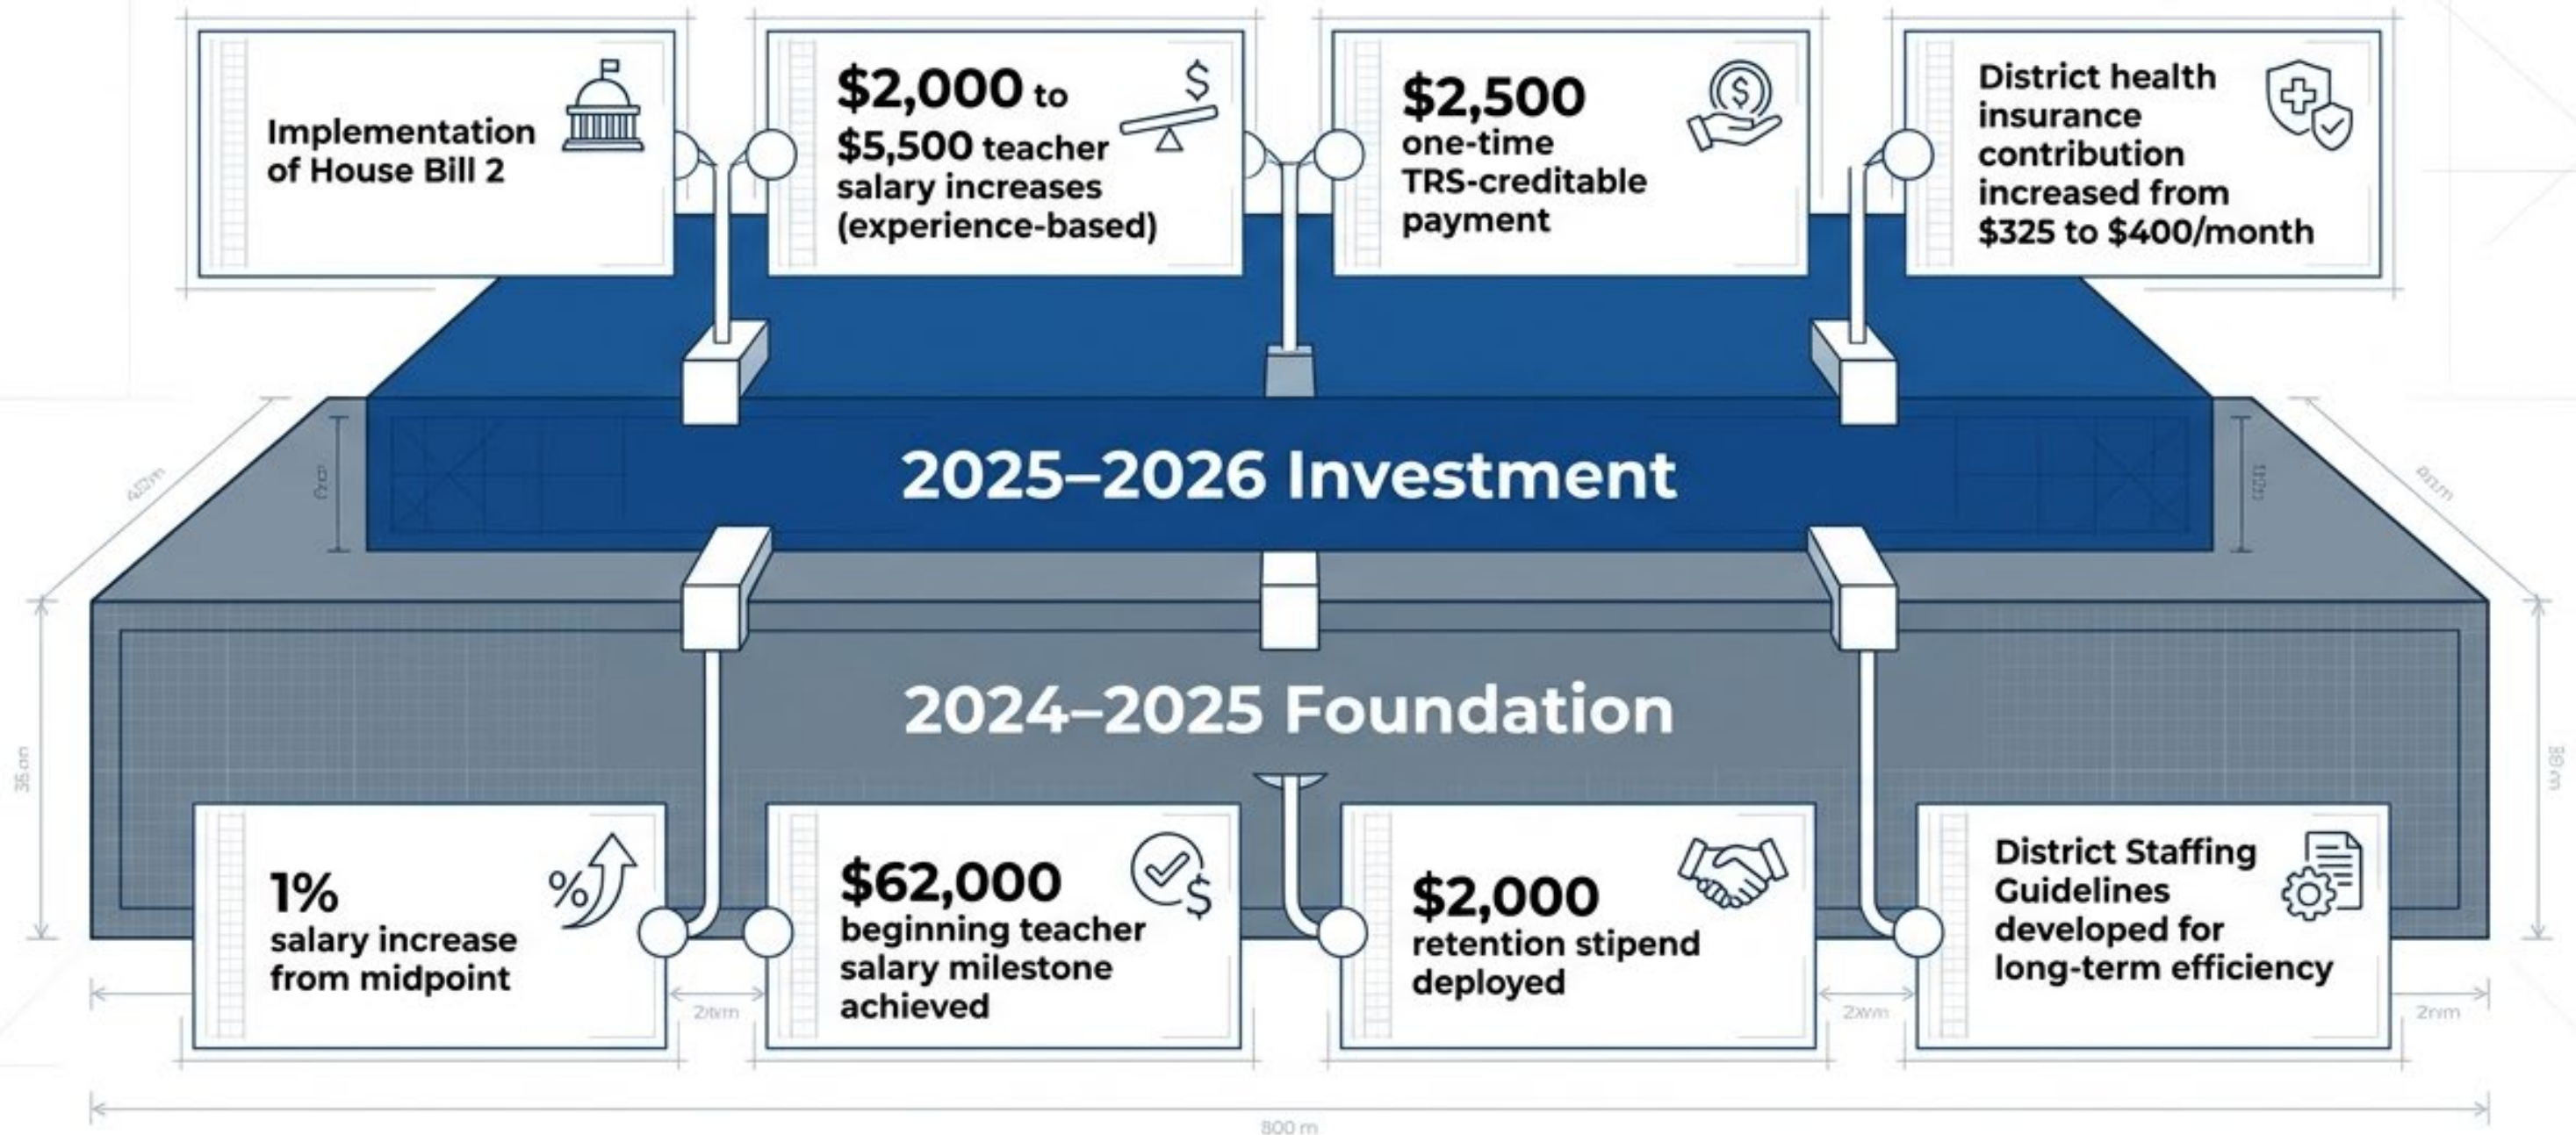 Implementation
of House Bill 2
$2,000 to
$5,500 teacher
salary increases
(experience-based)
$
$2,500
one-time
TRS-creditable
payment
$
District health
insurance
contribution
increased from
$325 to $400/month
2025–2026 Investment
2024–2025 Foundation
1%
salary increase
from midpoint
%
$62,000
beginning teacher
salary milestone
achieved
$
$2,000
retention stipend
deployed
District Staffing
Guidelines
developed for
long-term efficiency
800 m